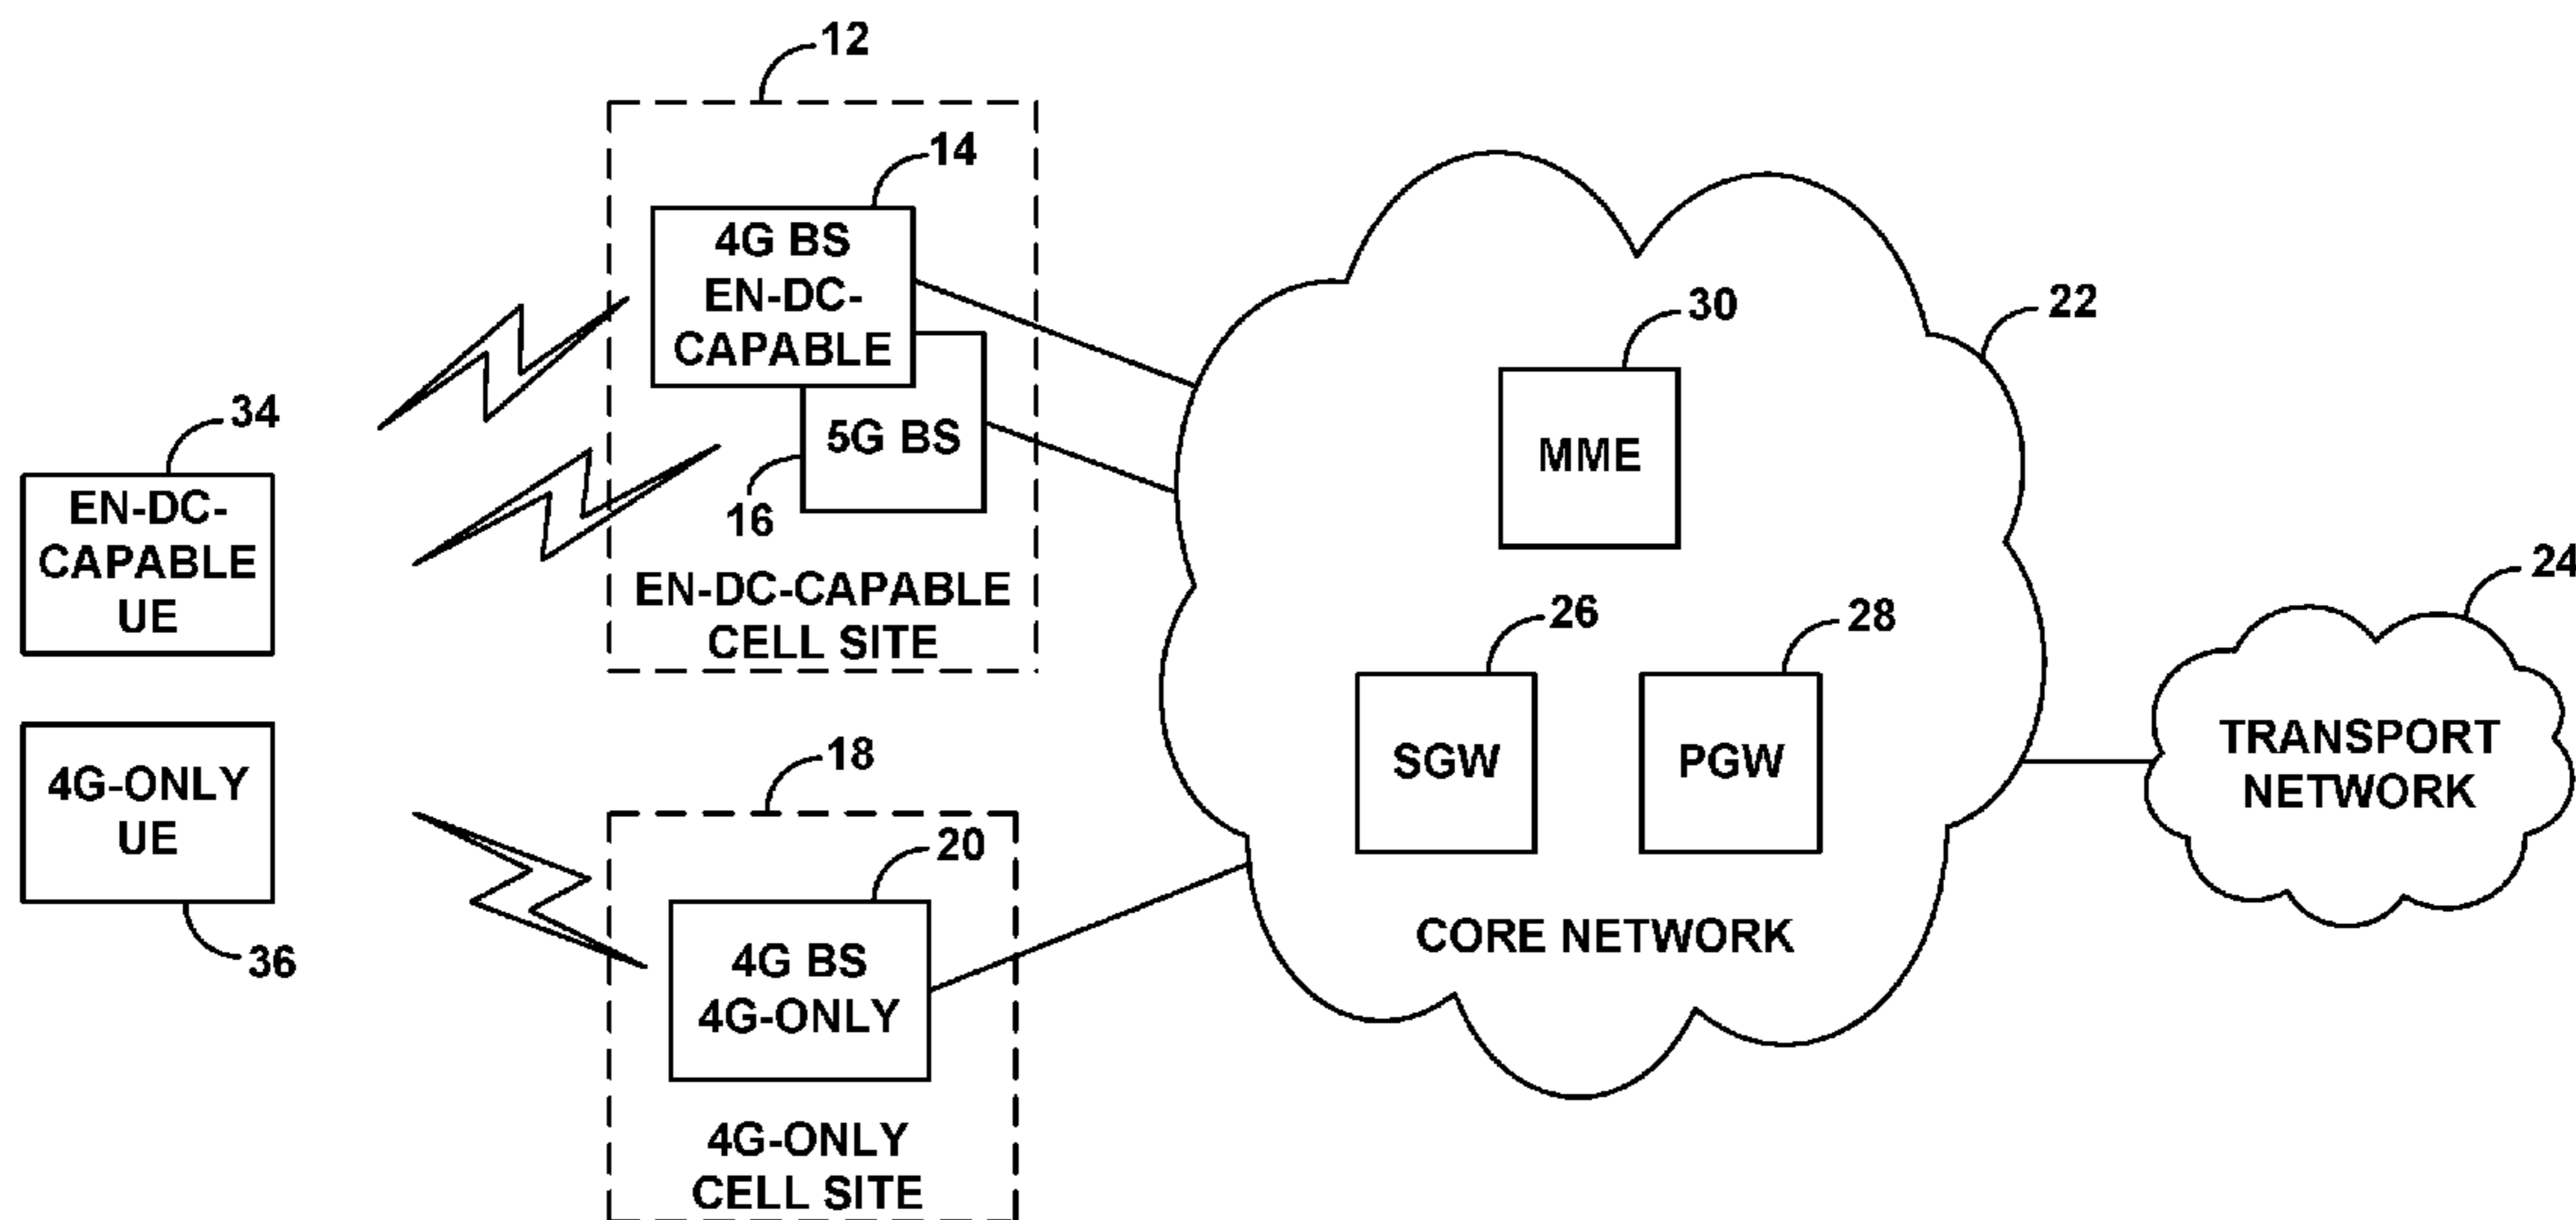 12
14
4G BS
EN-DC-
CAPABLE
5G BS
16
EN-DC-CAPABLE
CELL SITE
34
EN-DC-
CAPABLE
UE
4G-ONLY
UE
36
18
20
4G BS
4G-ONLY
4G-ONLY
CELL SITE
22
30
MME
26
SGW
28
PGW
CORE NETWORK
24
TRANSPORT
NETWORK